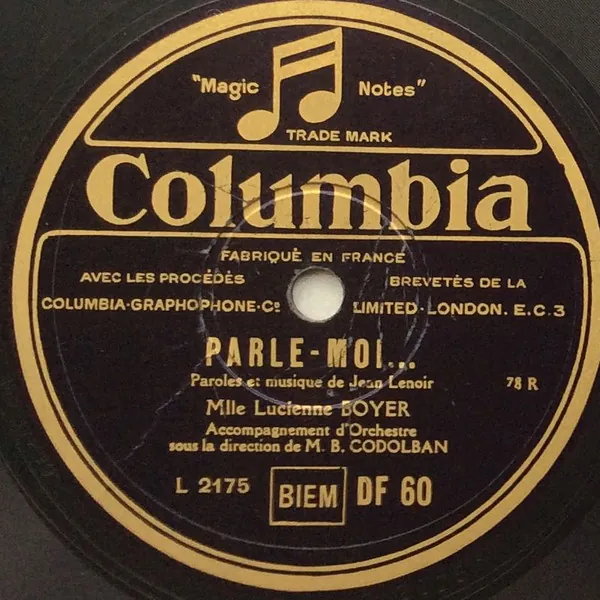 "Magic Notes"
TRADE MARK
Columbia
FABRIQUÉ EN FRANCE
AVEC LES PROCÉDÉS BREVETÉS DE LA
COLUMBIA-GRAPHOPHONE-Co LIMITED-LONDON. E.C.3
PARLE-MOI...
Paroles et musique de Jean Lenoir 78 R
Mlle Lucienne BOYER
Accompagnement d'Orchestre
sous la direction de M. B. CODOLBAN
L 2175 BIEM DF 60